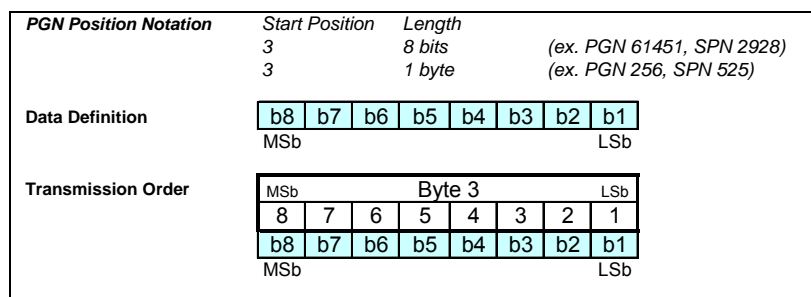 PGN Position Notation Start Position Length
3 8 bits (ex. PGN 61451, SPN 2928)
3 1 byte (ex. PGN 256, SPN 525)
Data Definition b8 b7 b6 b5 b4 b3 b2 b1
MSb LSb
Transmission Order MSb Byte 3 LSb
8 7 6 5 4 3 2 1
b8 b7 b6 b5 b4 b3 b2 b1
MSb LSb